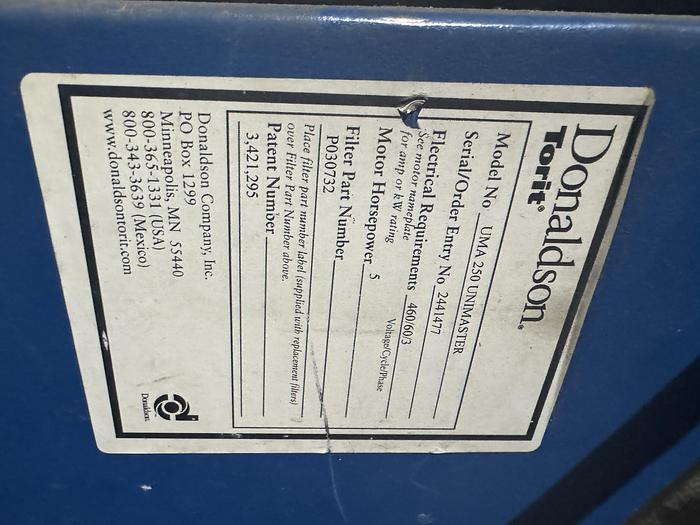 Donaldson®
Torit®
Model No UMA 250 UNIMASTER
Serial/Order Entry No 2441477
Electrical Requirements 460/60/3
See motor nameplate Voltage/Cycle/Phase
for amp or kW rating
Motor Horsepower 5
Filter Part Number
P030732
Place filter part number label (supplied with replacement filters)
over Filter Part Number above.
Patent Number
3,421,295
Donaldson Company, Inc.
PO Box 1299
Minneapolis, MN 55440
800-365-1331 (USA)
800-343-3639 (Mexico)
www.donaldsontorit.com
Donaldson.